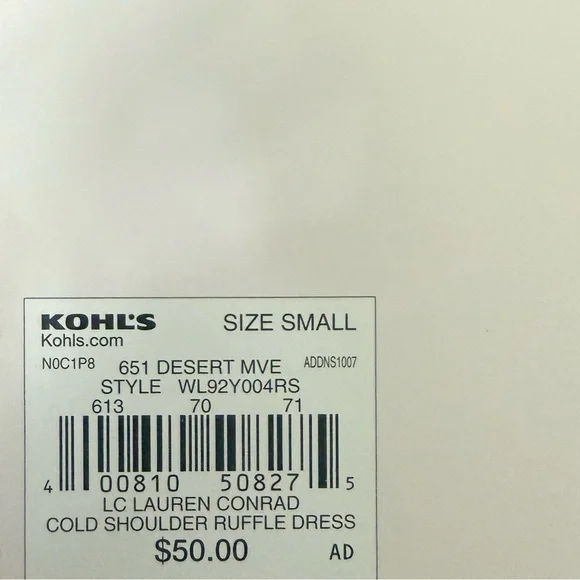 KOHL'S SIZE SMALL
Kohls.com
N0C1P8 651 DESERT MVE ADDNS1007
STYLE WL92Y004RS
613 70 71
4 00810 50827 5
LC LAUREN CONRAD
COLD SHOULDER RUFFLE DRESS
$50.00 AD